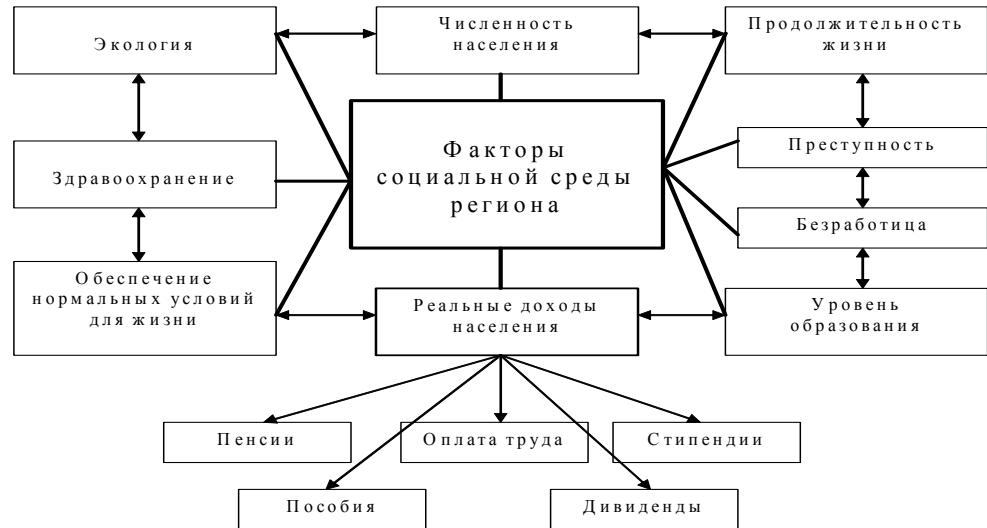 Экология
Численность
населения
Продолжительность
жизни
Здравоохранение
Факторы
социальной среды
региона
Преступность
Безработица
Обеспечение
нормальных условий
для жизни
Реальные доходы
населения
Уровень
образования
Пенсии
Оплата труда
Стипендии
Пособия
Дивиденды